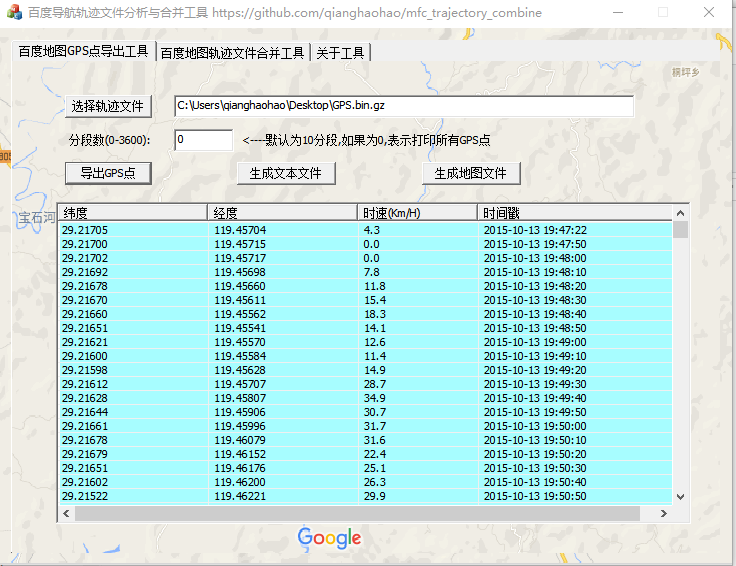 百度导航轨迹文件分析与合并工具 https://github.com/qianghaohao/mfc_trajectory_combine
百度地图GPS点导出工具 百度地图轨迹文件合并工具 关于工具
桐坪乡
选择轨迹文件 C:\Users\qianghaohao\Desktop\GPS.bin.gz
分段数(0-3600): 0 <----默认为10分段,如果为0,表示打印所有GPS点
导出GPS点 生成文本文件 生成地图文件
宝石河
纬度 经度 时速(Km/H) 时间戳
29.21705 119.45704 4.3 2015-10-13 19:47:22
29.21700 119.45715 0.0 2015-10-13 19:47:50
29.21702 119.45717 0.0 2015-10-13 19:48:00
29.21692 119.45698 7.8 2015-10-13 19:48:10
29.21678 119.45660 11.8 2015-10-13 19:48:20
29.21670 119.45611 15.4 2015-10-13 19:48:30
29.21660 119.45562 18.3 2015-10-13 19:48:40
29.21651 119.45541 14.1 2015-10-13 19:48:50
29.21621 119.45570 12.6 2015-10-13 19:49:00
29.21600 119.45584 11.4 2015-10-13 19:49:10
29.21598 119.45628 14.9 2015-10-13 19:49:20
29.21612 119.45707 28.7 2015-10-13 19:49:30
29.21628 119.45807 34.9 2015-10-13 19:49:40
29.21644 119.45906 30.7 2015-10-13 19:49:50
29.21661 119.45996 31.7 2015-10-13 19:50:00
29.21678 119.46079 31.6 2015-10-13 19:50:10
29.21679 119.46152 22.4 2015-10-13 19:50:20
29.21651 119.46176 25.1 2015-10-13 19:50:30
29.21602 119.46200 26.3 2015-10-13 19:50:40
29.21522 119.46221 29.9 2015-10-13 19:50:50
Google